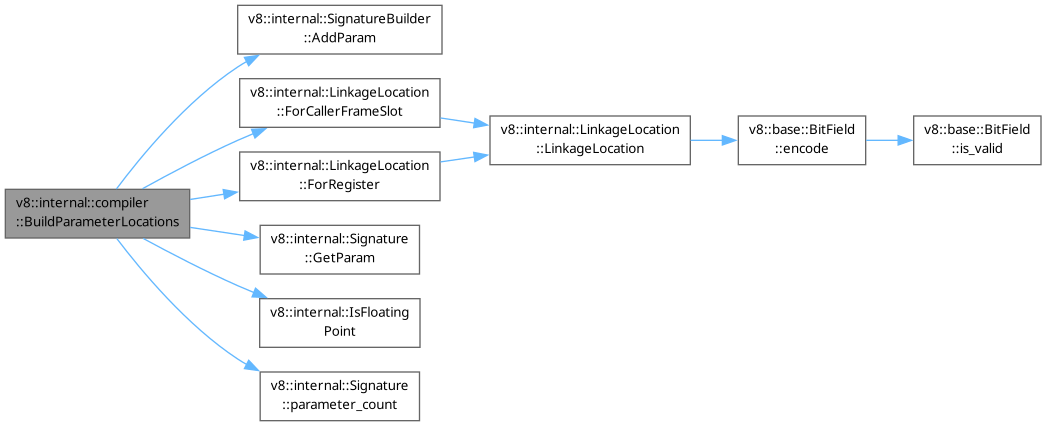 v8::internal::SignatureBuilder
::AddParam
v8::internal::LinkageLocation
::ForCallerFrameSlot
v8::internal::LinkageLocation
::LinkageLocation
v8::base::BitField
::encode
v8::base::BitField
::is_valid
v8::internal::LinkageLocation
::ForRegister
v8::internal::compiler
::BuildParameterLocations
v8::internal::Signature
::GetParam
v8::internal::IsFloating
Point
v8::internal::Signature
::parameter_count